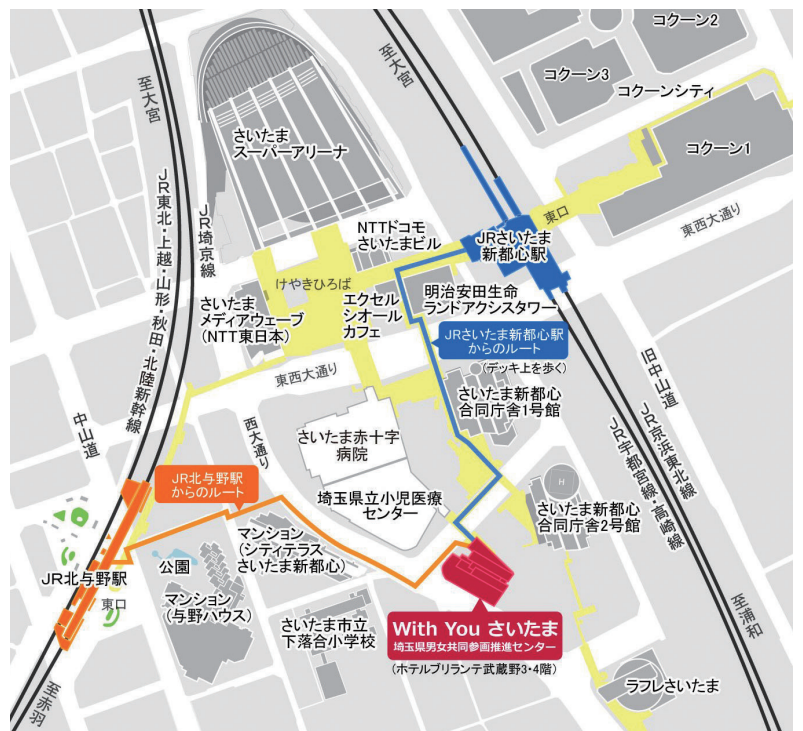 コクーン2
コクーン3
コクーンシティ
コクーン1
至大宮
至大宮
さいたま
スーパーアリーナ
JR東北・上越・山形・秋田・北陸新幹線
JR埼京線
東口
東西大通り
NTTドコモ
さいたまビル
JRさいたま
新都心駅
けやきひろば
さいたま
メディアウェーブ
(NTT東日本)
エクセル
シオール
カフェ
明治安田生命
ランドアクシスタワー
JRさいたま新都心駅
からのルート
(デッキ上を歩く)
旧中山道
東西大通り
中山道
西大通り
さいたま新都心
合同庁舎1号館
JR京浜東北線
JR宇都宮線・高崎線
さいたま赤十字
病院
JR北与野駅
からのルート
埼玉県立小児医療
センター
H
さいたま新都心
合同庁舎2号館
マンション
(シティテラス
さいたま新都心)
公園
JR北与野駅
東口
マンション
(与野ハウス)
さいたま市立
下落合小学校
With You さいたま
埼玉県男女共同参画推進センター
(ホテルブリランテ武蔵野3・4階)
至浦和
ラフレさいたま
至赤羽